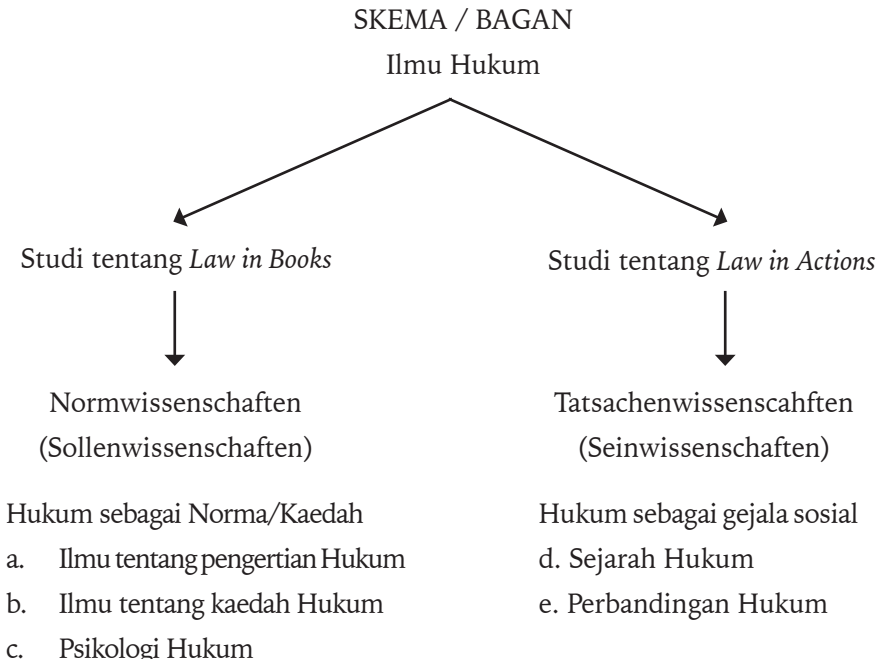 SKEMA / BAGAN
Ilmu Hukum
Studi tentang Law in Books
Studi tentang Law in Actions
Normwissenschaften
(Sollenwissenschaften)
Tatsachenwissenscahften
(Seinwissenschaften)
Hukum sebagai Norma/Kaedah
a. Ilmu tentang pengertian Hukum
b. Ilmu tentang kaedah Hukum
c. Psikologi Hukum
Hukum sebagai gejala sosial
d. Sejarah Hukum
e. Perbandingan Hukum